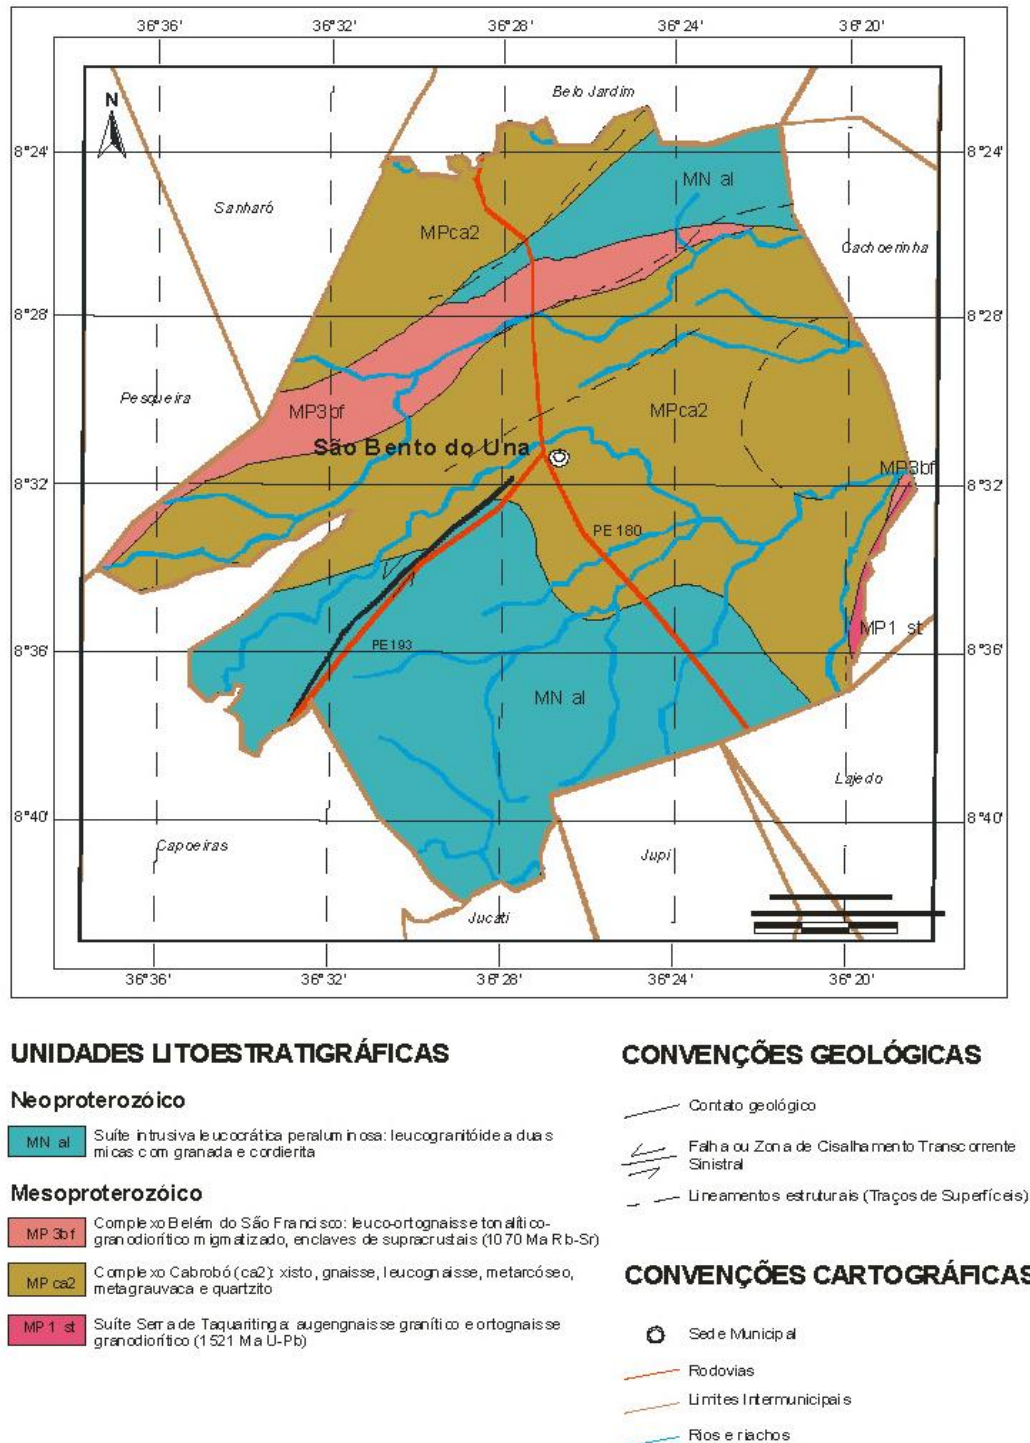 36°36' 36°32' 36°28' 36°24' 36°20'
Belo Jardim
N
8°24' 8°24'
MN al
Sanharó
MPca2
Cachoerinha
8°28' 8°28'
Pesqueira
MP3bf
MPca2
São Bento do Una
MP3bf
8°32' 8°32'
PE 180
MP1 st
PE 193
8°36' 8°36'
MN al
Lajedo
8°40' 8°40'
Capoeiras
Jupi
Jucati
36°36' 36°32' 36°28' 36°24' 36°20'
UNIDADES LITOESTRATIGRÁFICAS
Neoproterozóico
MN al
Suíte intrusiva leucocrática peraluminosa: leucogranitóide a duas
micas com granada e cordierita
Mesoproterozóico
MP 3bf
Complexo Belém do São Francisco: leuco-ortognaisse tonalítico-
granodiorítico migmatizado, enclaves de supracrustais (1070 Ma Rb-Sr)
MP ca2
Complexo Cabrobó (ca2): xisto, gnaisse, leucognaisse, metarcóseo,
metagrauvaca e quartzito
MP 1 st
Suíte Serra de Taquaritinga: augengnaisse granítico e ortognaisse
granodiorítico (1521 Ma U-Pb)
CONVENÇÕES GEOLÓGICAS
Contato geológico
Falha ou Zona de Cisalhamento Transcorrente
Sinistral
Lineamentos estruturais (Traços de Superfíceis)
CONVENÇÕES CARTOGRÁFICAS
Sede Municipal
Rodovias
Limites Intermunicipais
Rios e riachos